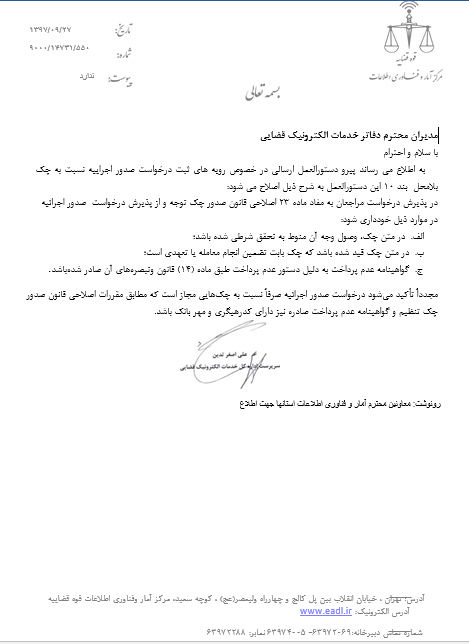 تاریخ: ۱۳۹۷/۰۹/۲۷
شماره: ۹۰۰۰/۱۴۷۳۱/۵۵۰
پیوست: ندارد
قوه قضاییه
مرکز آمار و فناوری اطلاعات
بسمه تعالی
مدیران محترم دفاتر خدمات الکترونیک قضایی
با سلام و احترام
به اطلاع می رساند پیرو دستورالعمل ارسالی در خصوص رویه های ثبت درخواست صدور اجراییه نسبت به چک
بلامحل بند ۱۰ این دستورالعمل به شرح ذیل اصلاح می شود:
در پذیرش درخواست مراجعان به مفاد ماده ۲۳ اصلاحی قانون صدور چک توجه و از پذیرش درخواست صدور اجرائیه
در موارد ذیل خودداری شود:
الف. در متن چک، وصول وجه آن منوط به تحقق شرطی شده باشد؛
ب. در متن چک قید شده باشد که چک بابت تضمین انجام معامله یا تعهدی است؛
ج. گواهینامه عدم پرداخت به دلیل دستور عدم پرداخت طبق ماده (۱۴) قانون وتبصره‌های آن صادر شده‌باشد.
مجدداً تأکید می‌شود درخواست صدور اجرائیه صرفاً نسبت به چک‌هایی مجاز است که مطابق مقررات اصلاحی قانون صدور
چک تنظیم و گواهینامه عدم پرداخت صادره نیز دارای کدرهگیری و مهر بانک باشد.
علی اصغر تدین
سرپرست اداره کل خدمات الکترونیک قضایی
رونوشت: معاونین محترم آمار و فناوری اطلاعات استانها جهت اطلاع
آدرس: تهران ، خیابان انقلاب بین پل کالج و چهارراه ولیعصر(عج) ، کوچه سعید، مرکز آمار وفناوری اطلاعات قوه قضاییه
آدرس الکترونیک: www.eadl.ir
شماره تماس دبیرخانه: ۶۳۹۷۲۰۶۹- ۶۳۹۷۴۰۰۵ نمابر: ۶۳۹۷۲۲۸۸